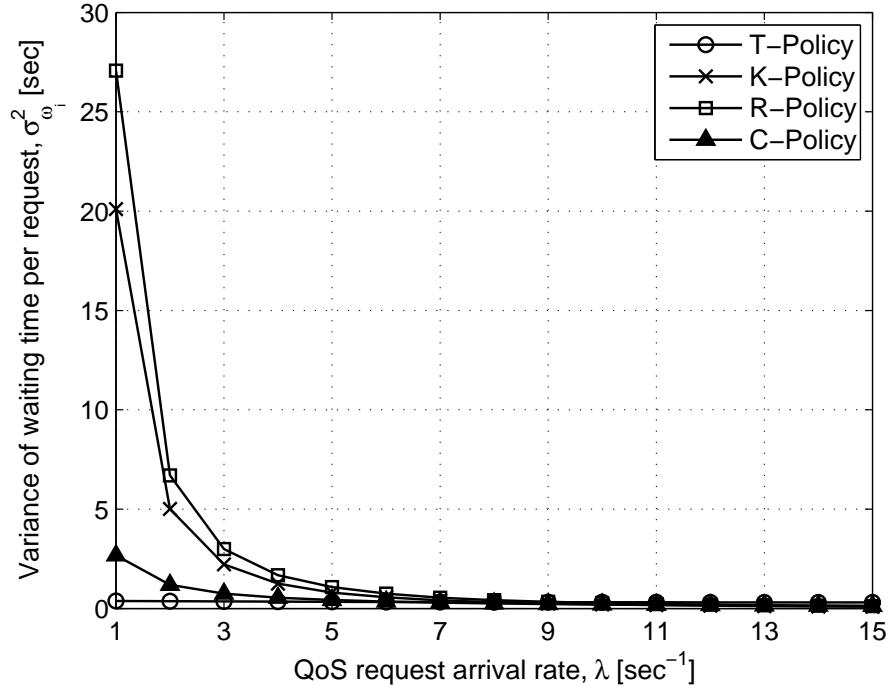 Variance of waiting time per request, σ²_ωᵢ [sec]
30
25
20
15
10
5
0
T−Policy
K−Policy
R−Policy
C−Policy
1 3 5 7 9 11 13 15
QoS request arrival rate, λ [sec⁻¹]